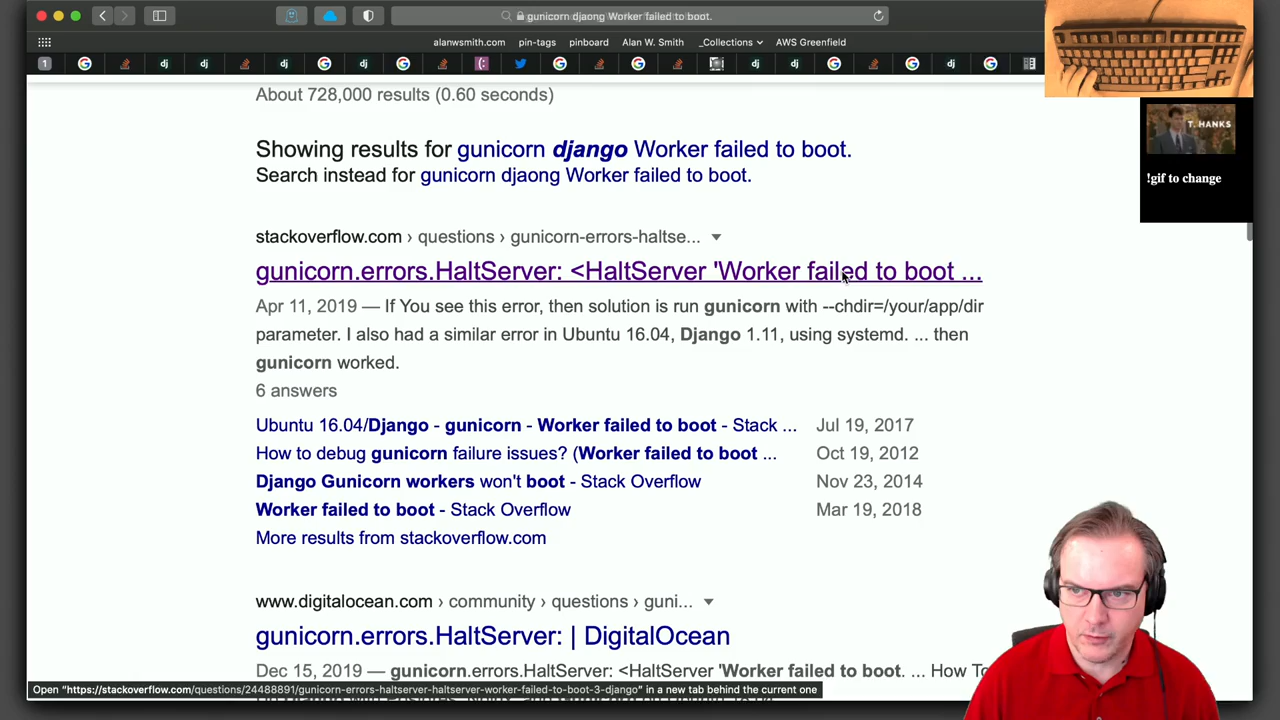 gunicorn djaong Worker failed to boot.
alanwsmith.com pin-tags pinboard Alan W. Smith _Collections AWS Greenfield
1 dj dj dj dj dj dj dj
T. HANKS
!gif to change
About 728,000 results (0.60 seconds)
Showing results for gunicorn django Worker failed to boot.
Search instead for gunicorn djaong Worker failed to boot.
stackoverflow.com › questions › gunicorn-errors-haltse...
gunicorn.errors.HaltServer: <HaltServer 'Worker failed to boot ...
Apr 11, 2019 — If You see this error, then solution is run gunicorn with --chdir=/your/app/dir
parameter. I also had a similar error in Ubuntu 16.04, Django 1.11, using systemd. ... then
gunicorn worked.
6 answers
Ubuntu 16.04/Django - gunicorn - Worker failed to boot - Stack ... Jul 19, 2017
How to debug gunicorn failure issues? (Worker failed to boot ... Oct 19, 2012
Django Gunicorn workers won't boot - Stack Overflow Nov 23, 2014
Worker failed to boot - Stack Overflow Mar 19, 2018
More results from stackoverflow.com
www.digitalocean.com › community › questions › guni...
gunicorn.errors.HaltServer: | DigitalOcean
Dec 15, 2019 — gunicorn.errors.HaltServer: <HaltServer 'Worker failed to boot. ... How To
Open "https://stackoverflow.com/questions/24488891/gunicorn-errors-haltserver-haltserver-worker-failed-to-boot-3-django" in a new tab behind the current one